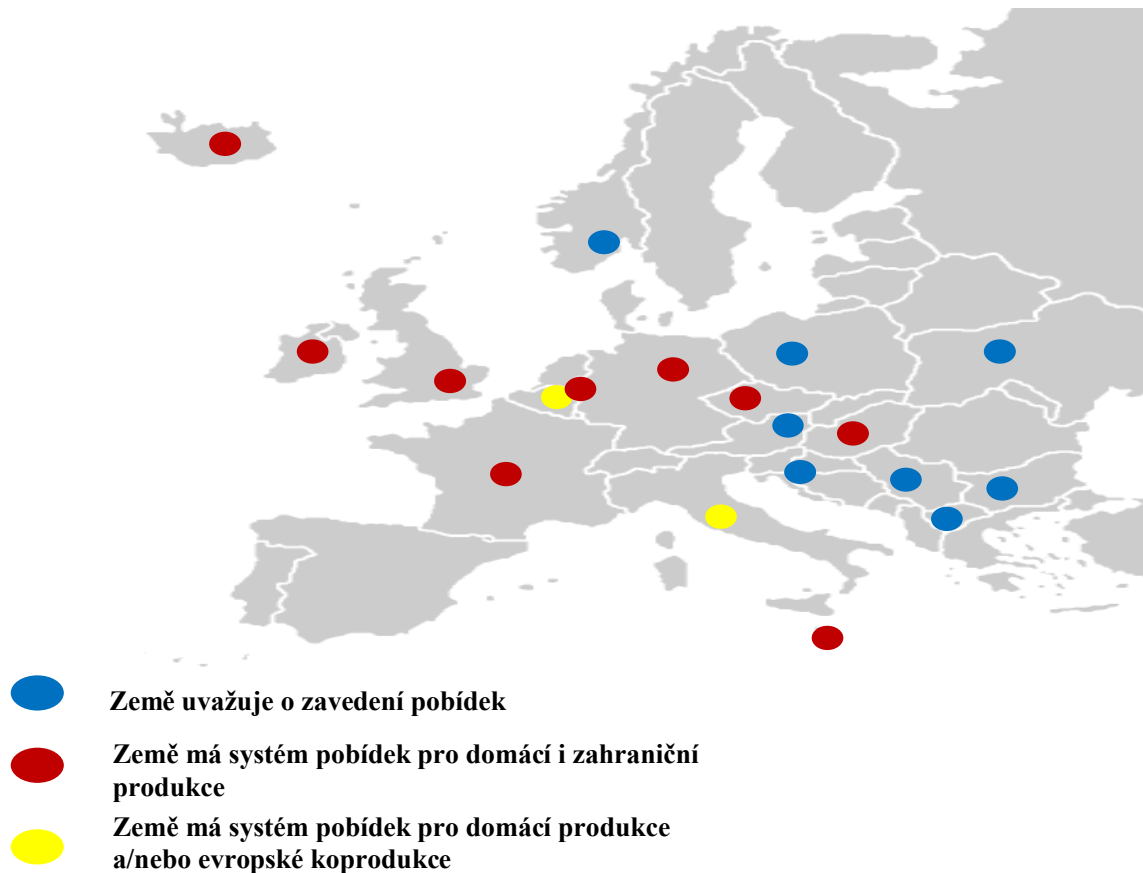 Země uvažuje o zavedení pobídek
Země má systém pobídek pro domácí i zahraniční
produkce
Země má systém pobídek pro domácí produkce
a/nebo evropské koprodukce